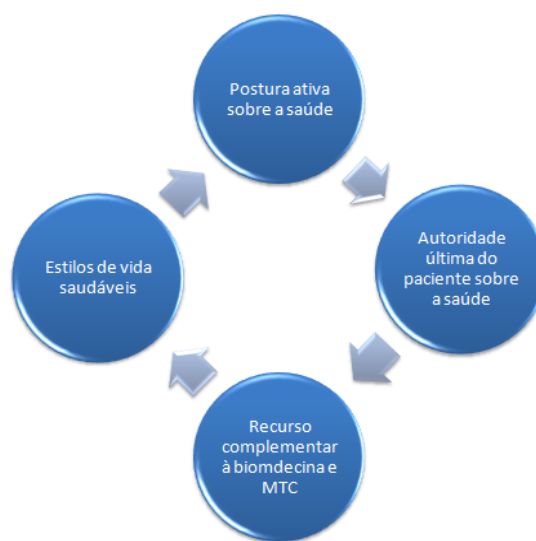 Postura ativa
sobre a saúde
Autoridade
última do
paciente sobre
a saúde
Recurso
complementar
à biomdecina e
MTC
Estilos de vida
saudáveis